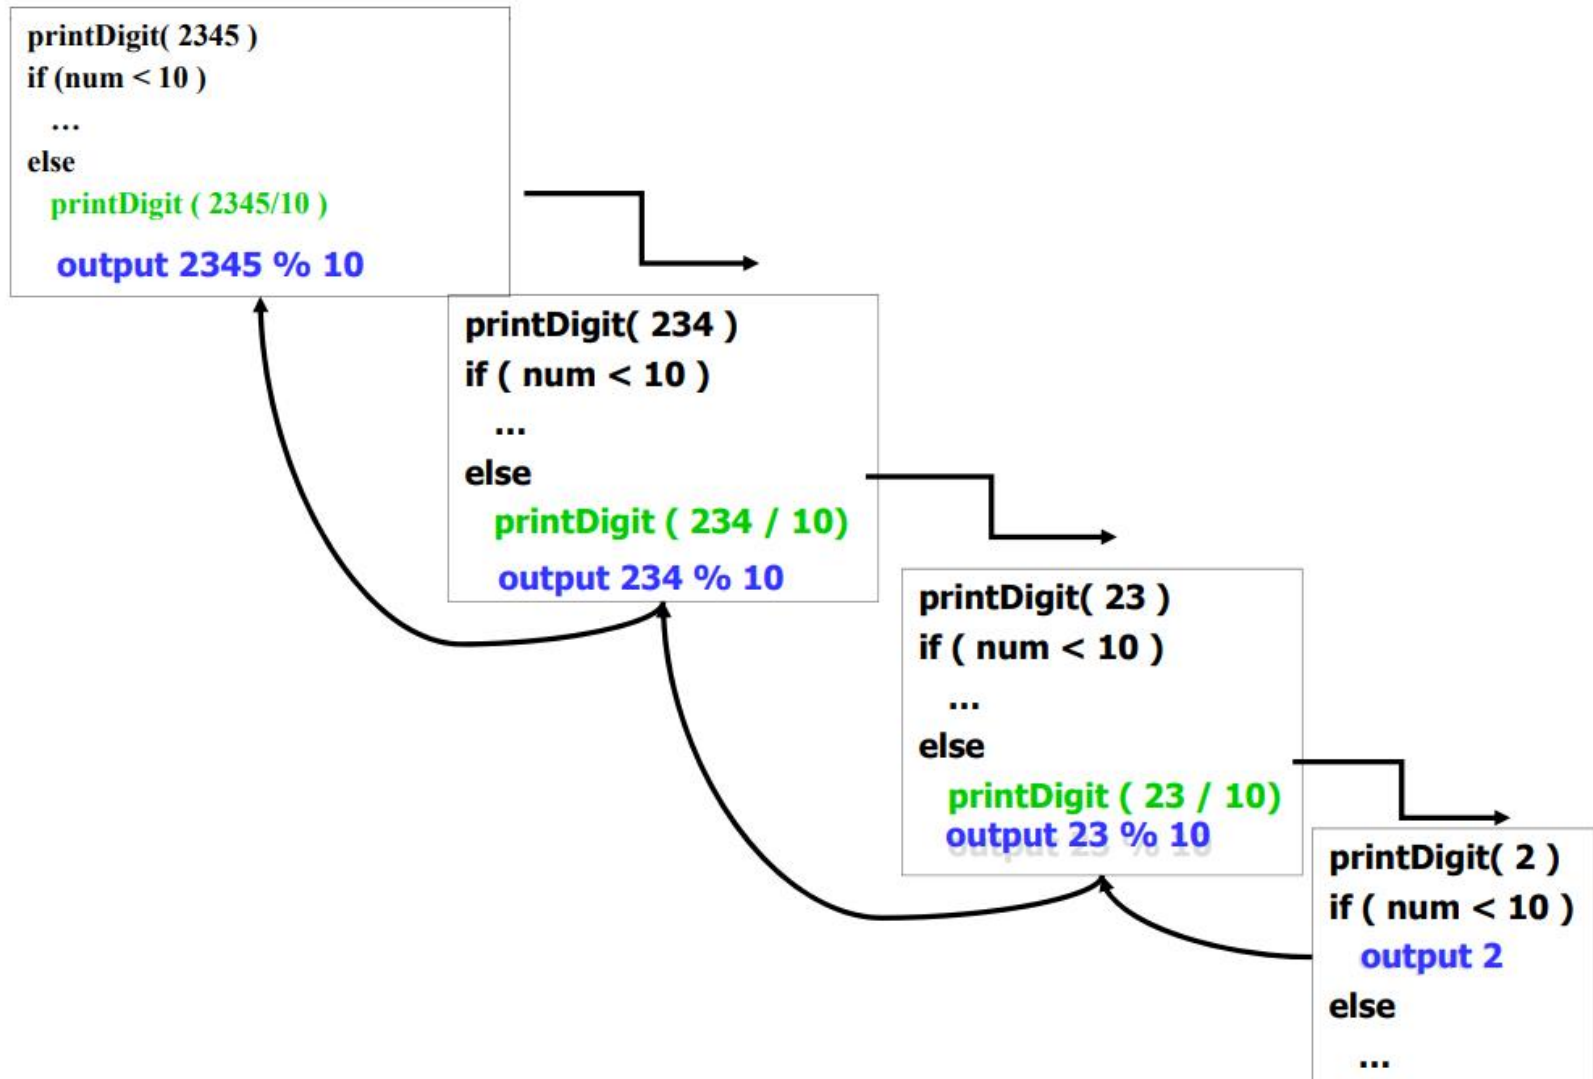 printDigit( 2345 )
if (num < 10 )
...
else
printDigit ( 2345/10 )
output 2345 % 10
printDigit( 234 )
if ( num < 10 )
...
else
printDigit ( 234 / 10)
output 234 % 10
printDigit( 23 )
if ( num < 10 )
...
else
printDigit ( 23 / 10)
output 23 % 10
printDigit( 2 )
if ( num < 10 )
output 2
else
...